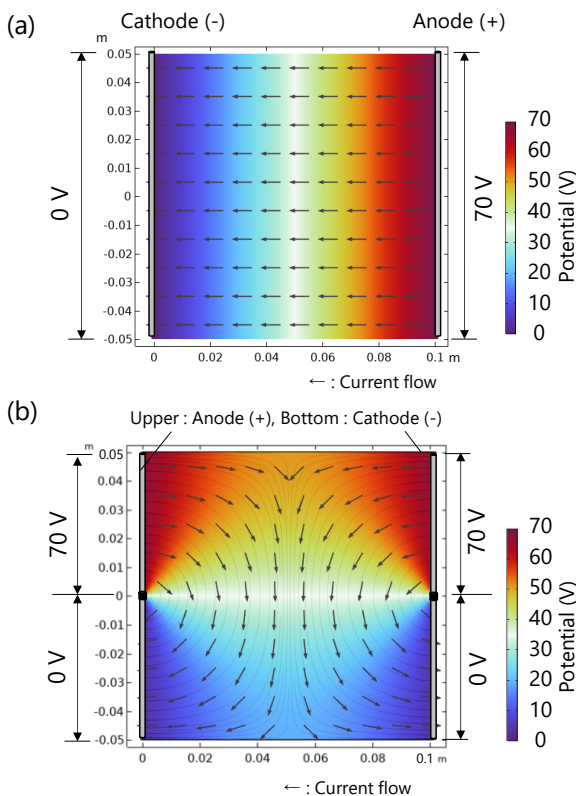 (a)
Cathode (-)
Anode (+)
m
0.05
0.04
0.03
0.02
0.01
0
-0.01
-0.02
-0.03
-0.04
-0.05
0 V
70 V
0
0.02
0.04
0.06
0.08
0.1 m
← : Current flow
70
60
50
40
30
20
10
0
Potential (V)
(b)
Upper : Anode (+), Bottom : Cathode (-)
m
0.05
0.04
0.03
0.02
0.01
0
-0.01
-0.02
-0.03
-0.04
-0.05
70 V
0 V
70 V
0 V
0
0.02
0.04
0.06
0.08
0.1 m
← : Current flow
70
60
50
40
30
20
10
0
Potential (V)